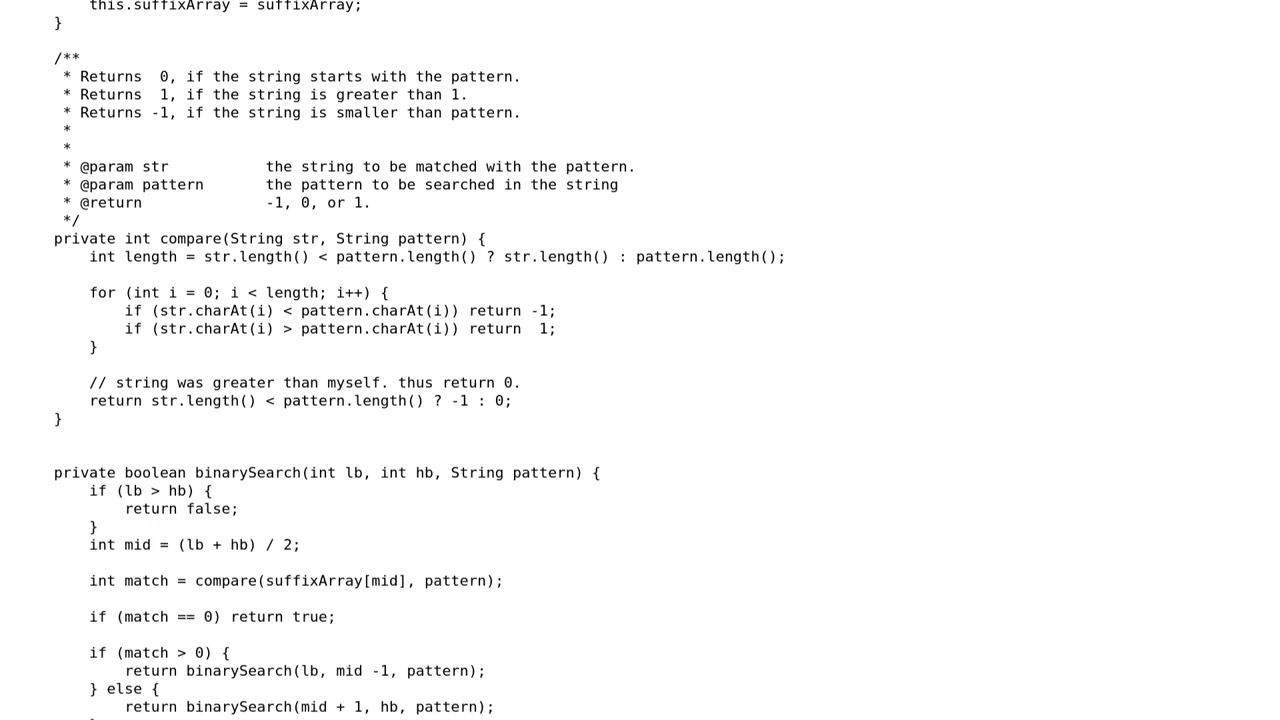 this.suffixArray = suffixArray;
    }

    /**
     * Returns  0, if the string starts with the pattern.
     * Returns  1, if the string is greater than 1.
     * Returns -1, if the string is smaller than pattern.
     *
     *
     * @param str           the string to be matched with the pattern.
     * @param pattern       the pattern to be searched in the string
     * @return              -1, 0, or 1.
     */
    private int compare(String str, String pattern) {
        int length = str.length() < pattern.length() ? str.length() : pattern.length();

        for (int i = 0; i < length; i++) {
            if (str.charAt(i) < pattern.charAt(i)) return -1;
            if (str.charAt(i) > pattern.charAt(i)) return  1;
        }

        // string was greater than myself. thus return 0.
        return str.length() < pattern.length() ? -1 : 0;
    }


    private boolean binarySearch(int lb, int hb, String pattern) {
        if (lb > hb) {
            return false;
        }
        int mid = (lb + hb) / 2;

        int match = compare(suffixArray[mid], pattern);

        if (match == 0) return true;

        if (match > 0) {
            return binarySearch(lb, mid -1, pattern);
        } else {
            return binarySearch(mid + 1, hb, pattern);